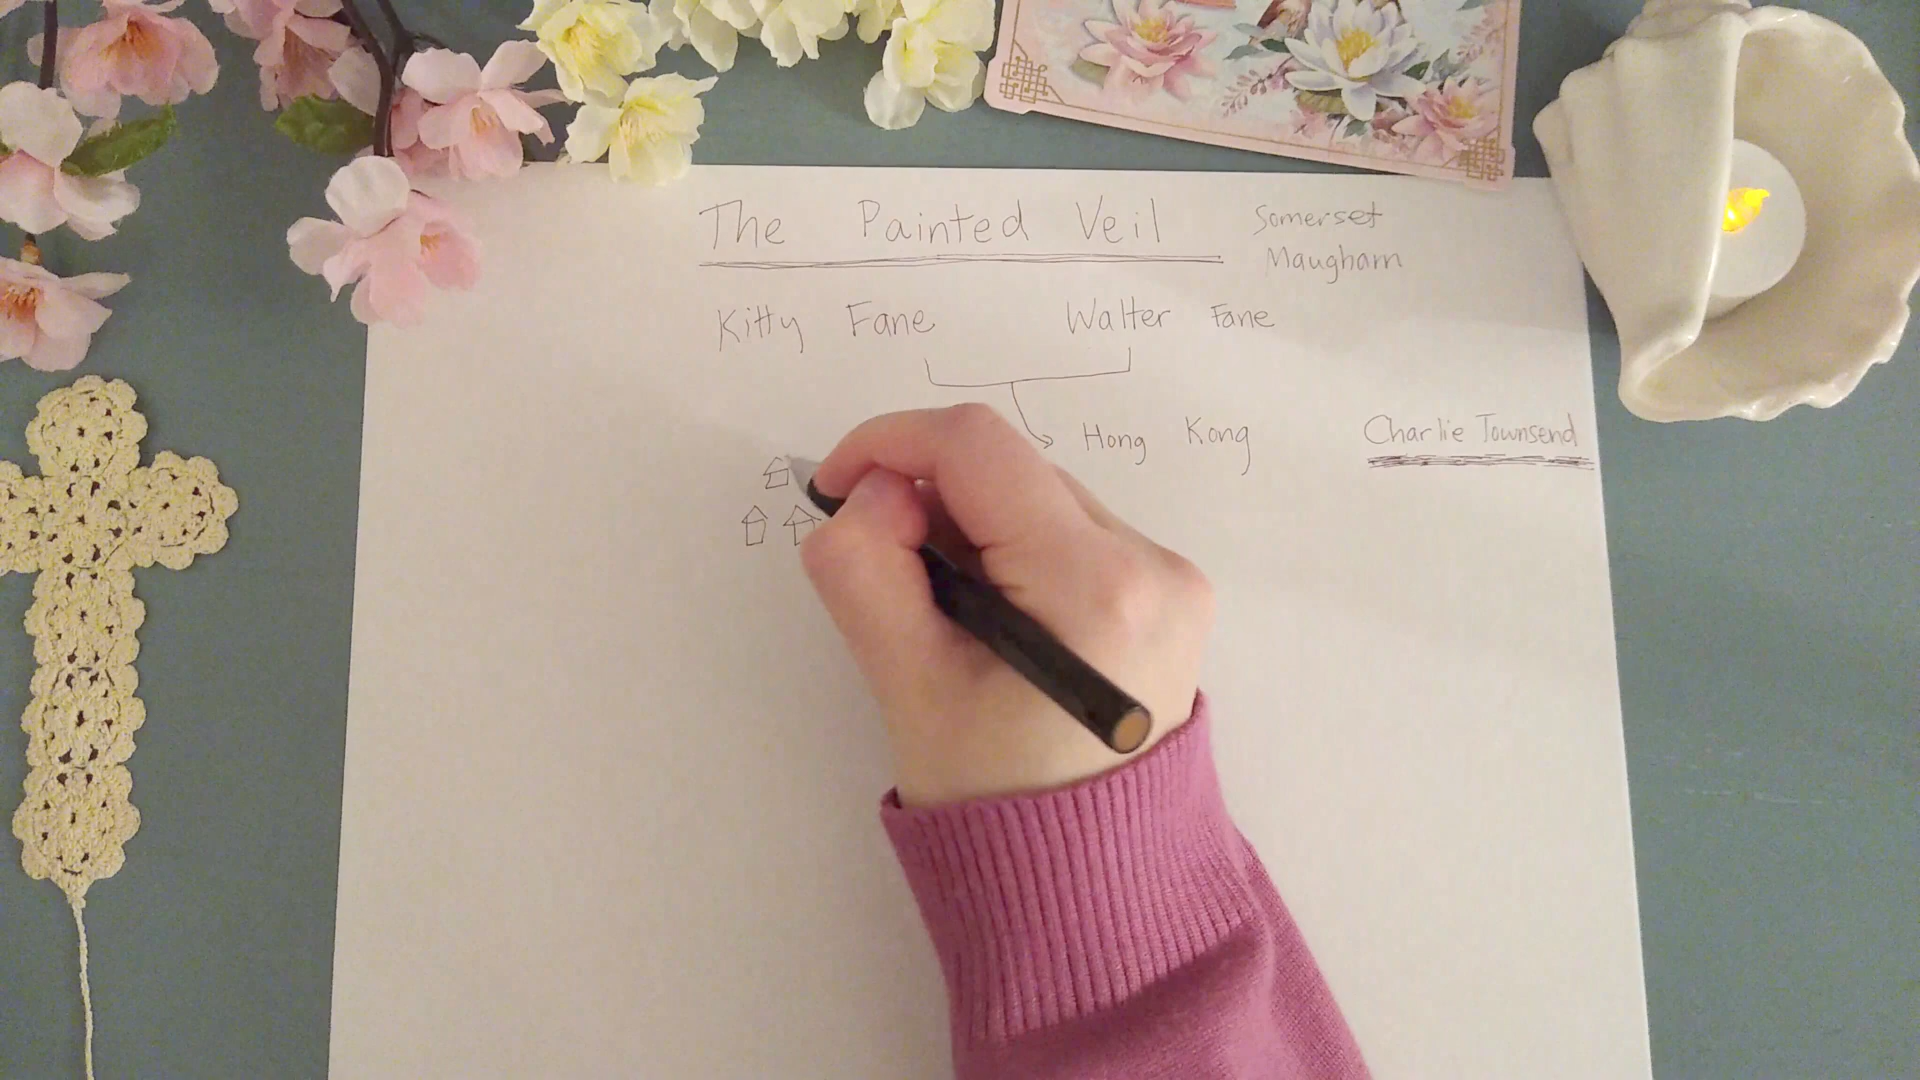 The Painted Veil
Somerset
Maugham
Kitty Fane Walter Fane
Hong Kong
Charlie Townsend